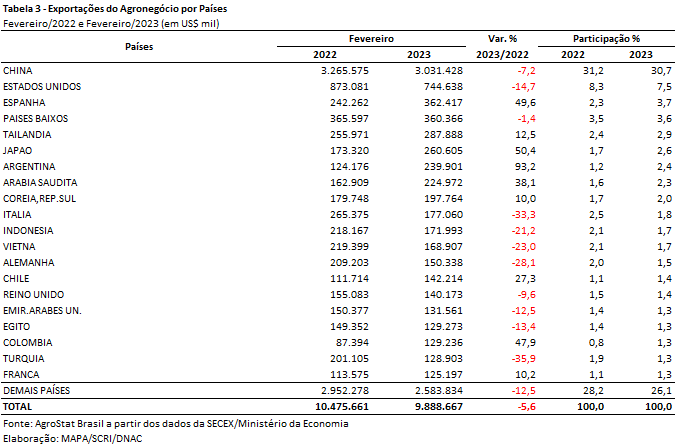 Tabela 3 - Exportações do Agronegócio por Países
Fevereiro/2022 e Fevereiro/2023 (em US$ mil)
Países Fevereiro Var. % Participação %
2022 2023 2023/2022 2022 2023
CHINA 3.265.575 3.031.428 -7,2 31,2 30,7
ESTADOS UNIDOS 873.081 744.638 -14,7 8,3 7,5
ESPANHA 242.262 362.417 49,6 2,3 3,7
PAISES BAIXOS 365.597 360.366 -1,4 3,5 3,6
TAILANDIA 255.971 287.888 12,5 2,4 2,9
JAPAO 173.320 260.605 50,4 1,7 2,6
ARGENTINA 124.176 239.901 93,2 1,2 2,4
ARABIA SAUDITA 162.909 224.972 38,1 1,6 2,3
COREIA,REP.SUL 179.748 197.764 10,0 1,7 2,0
ITALIA 265.375 177.060 -33,3 2,5 1,8
INDONESIA 218.167 171.993 -21,2 2,1 1,7
VIETNA 219.399 168.907 -23,0 2,1 1,7
ALEMANHA 209.203 150.338 -28,1 2,0 1,5
CHILE 111.714 142.214 27,3 1,1 1,4
REINO UNIDO 155.083 140.173 -9,6 1,5 1,4
EMIR.ARABES UN. 150.377 131.561 -12,5 1,4 1,3
EGITO 149.352 129.273 -13,4 1,4 1,3
COLOMBIA 87.394 129.236 47,9 0,8 1,3
TURQUIA 201.105 128.903 -35,9 1,9 1,3
FRANCA 113.575 125.197 10,2 1,1 1,3
DEMAIS PAÍSES 2.952.278 2.583.834 -12,5 28,2 26,1
TOTAL 10.475.661 9.888.667 -5,6 100,0 100,0
Fonte: AgroStat Brasil a partir dos dados da SECEX/Ministério da Economia
Elaboração: MAPA/SCRI/DNAC